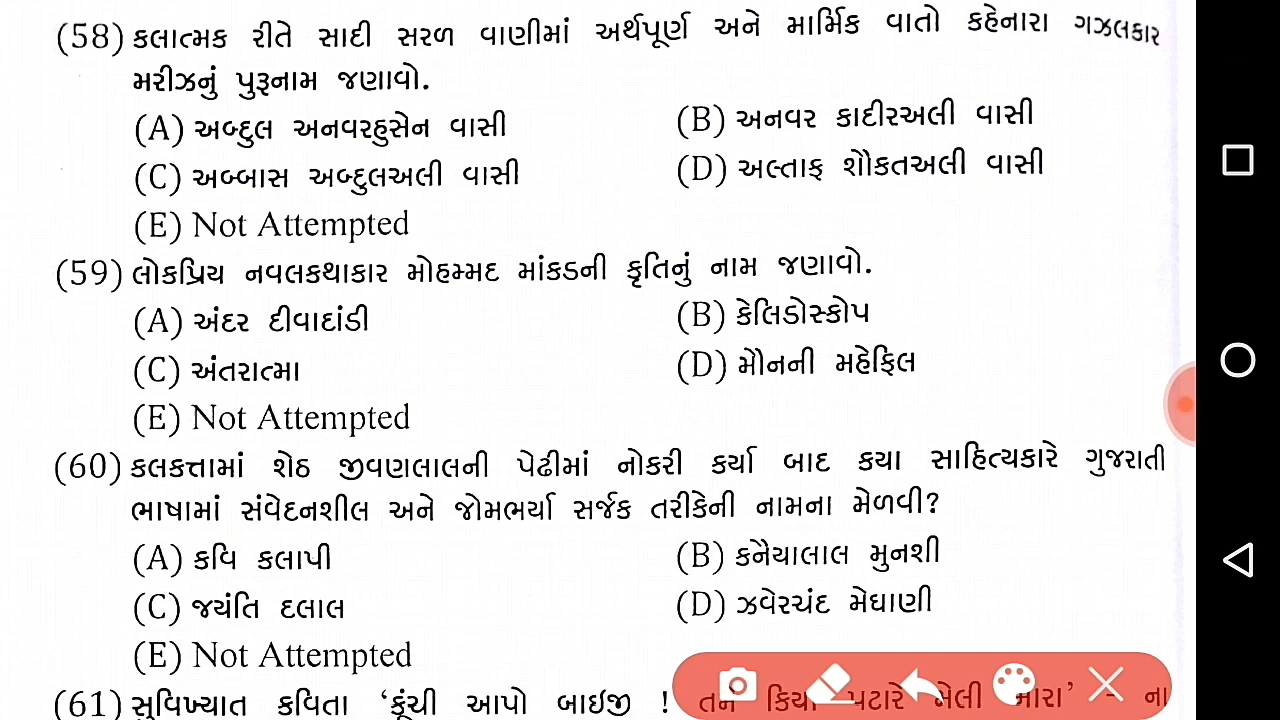 (58) કલાત્મક રીતે સાદી સરળ વાણીમાં અર્થપૂર્ણ અને માર્મિક વાતો કહેનારા ગઝલકાર
મરીઝનું પુરૂનામ જણાવો.
(A) અબ્દુલ અનવરહુસેન વાસી (B) અનવર કાદીરઅલી વાસી
(C) અબ્બાસ અબ્દુલઅલી વાસી (D) અલ્તાફ શૌકતઅલી વાસી
(E) Not Attempted
(59) લોકપ્રિય નવલકથાકાર મોહમ્મદ માંકડની કૃતિનું નામ જણાવો.
(A) અંદર દીવાદાંડી (B) કેલિડોસ્કોપ
(C) અંતરાત્મા (D) મૌનની મહેફિલ
(E) Not Attempted
(60) કલકત્તામાં શેઠ જીવણલાલની પેઢીમાં નોકરી કર્યા બાદ કયા સાહિત્યકારે ગુજરાતી
ભાષામાં સંવેદનશીલ અને જોમભર્યા સર્જક તરીકેની નામના મેળવી?
(A) કવિ કલાપી (B) કનૈયાલાલ મુનશી
(C) જયંતિ દલાલ (D) ઝવેરચંદ મેઘાણી
(E) Not Attempted
(61) સુવિખ્યાત કવિતા ‘કૂંચી આપો બાઇજી ! તનેં કિયા પટારે મેલી મારા’ - ના